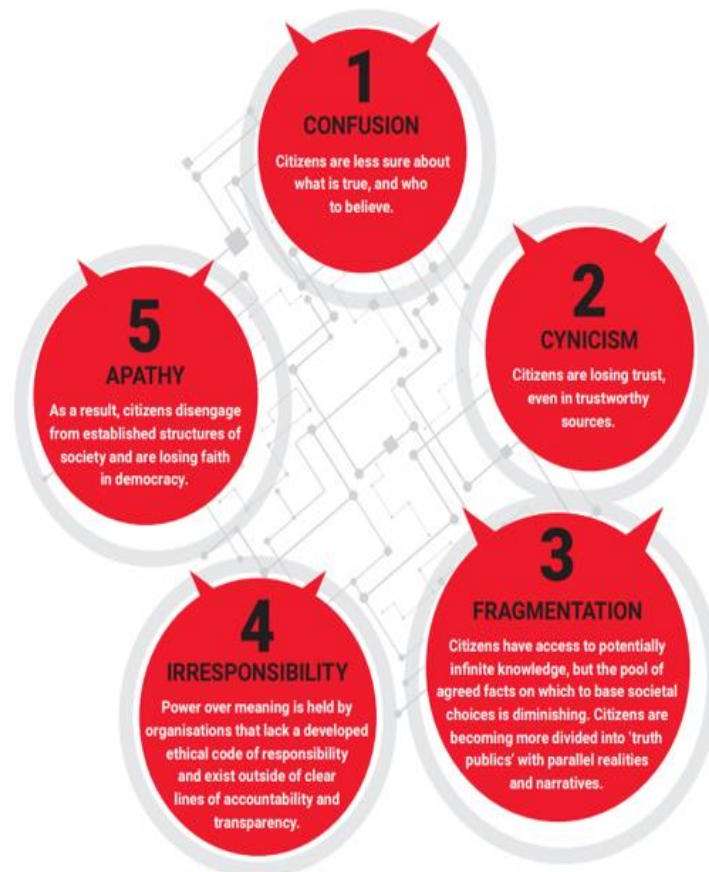 1
CONFUSION
Citizens are less sure about
what is true, and who
to believe.
2
CYNICISM
Citizens are losing trust,
even in trustworthy
sources.
3
FRAGMENTATION
Citizens have access to potentially
infinite knowledge, but the pool of
agreed facts on which to base societal
choices is diminishing. Citizens are
becoming more divided into ‘truth
publics’ with parallel realities
and narratives.
4
IRRESPONSIBILITY
Power over meaning is held by
organisations that lack a developed
ethical code of responsibility
and exist outside of clear
lines of accountability and
transparency.
5
APATHY
As a result, citizens disengage
from established structures of
society and are losing faith
in democracy.